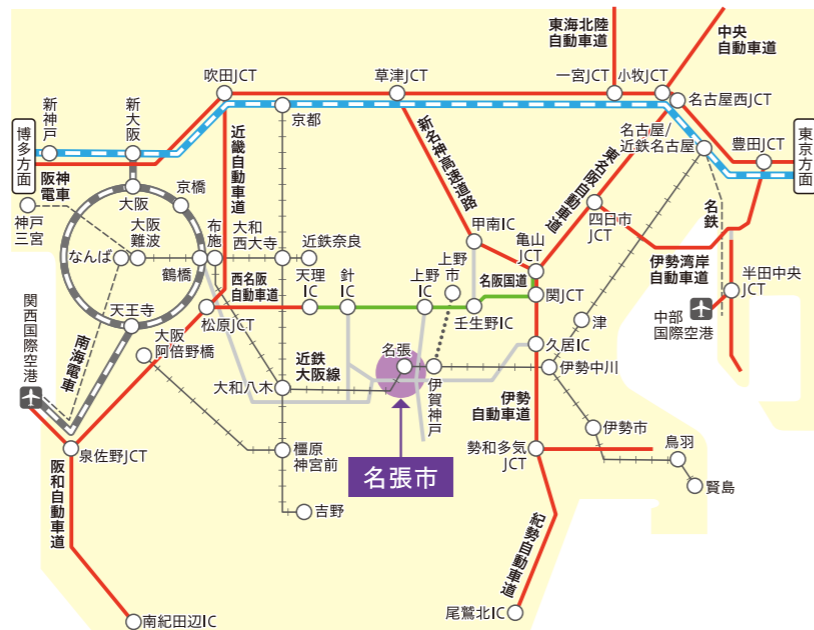 東海北陸
自動車道
中央
自動車道
吹田JCT
草津JCT
一宮JCT
小牧JCT
名古屋西JCT
新神戸
新大阪
京都
名古屋/
近鉄名古屋
豊田JCT
博多方面
東京方面
近畿自動車道
新名神高速道路
東名阪自動車道
阪神
電車
大阪
京橋
神戸
三宮
大阪
難波
布施
大和
西大寺
近鉄奈良
甲南IC
四日市
JCT
名鉄
なんば
鶴橋
上野市
亀山
JCT
伊勢湾岸
自動車道
西名阪
自動車道
天理
IC
針
IC
上野
IC
名阪国道
関JCT
半田中央
JCT
関西国際空港
天王寺
松原JCT
壬生野IC
中部
国際空港
津
南海電車
大阪
阿倍野橋
近鉄
大阪線
名張
久居IC
大和八木
伊賀神戸
伊勢中川
伊勢
自動車道
伊勢市
泉佐野JCT
橿原
神宮前
名張市
勢和多気
JCT
鳥羽
賢島
阪和自動車道
吉野
紀勢自動車道
南紀田辺IC
尾鷲北IC